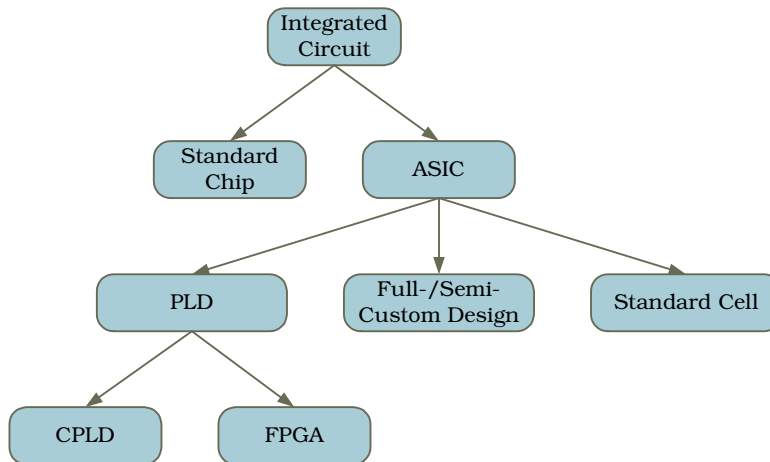 Integrated
Circuit
Standard
Chip
ASIC
PLD
Full-/Semi-
Custom Design
Standard Cell
CPLD
FPGA